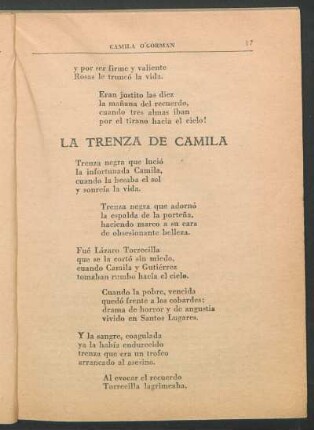 CAMILA O'GORMAN
17
y por ser firme y valiente
Rosas le truncó la vida.
Eran justito las diez
la mañana del recuerdo,
cuando tres almas iban
por el tirano hacia el cielo!
LA TRENZA DE CAMILA
Trenza negra que lució
la infortunada Camila,
cuando la besaba el sol
y sonreía la vida.
Trenza negra que adornó
la espalda de la porteña,
haciendo marco a su cara
de obsesionante belleza.
Fué Lázaro Torrecilla
que se la cortó sin miedo,
cuando Camila y Gutiérrez
tomaban rumbo hacia el cielo.
Cuando la pobre, vencida
quedó frente a los cobardes:
drama de horror y de angustia
vivido en Santos Lugares.
Y la sangre, coagulada
ya la había endurecido
trenza que era un trofeo
arrancado al asesino.
Al evocar el recuerdo
Torrecilla lagrimeaba,